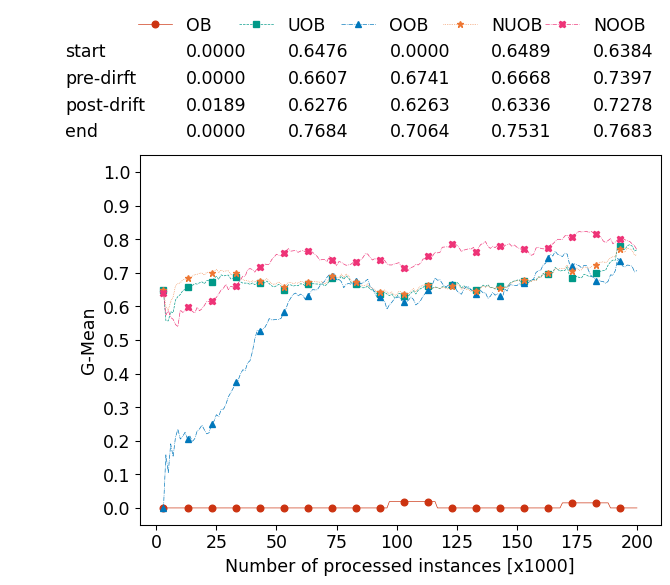 OB UOB OOB NUOB NOOB
start 0.0000 0.6476 0.0000 0.6489 0.6384
pre-dirft 0.0000 0.6607 0.6741 0.6668 0.7397
post-drift 0.0189 0.6276 0.6263 0.6336 0.7278
end 0.0000 0.7684 0.7064 0.7531 0.7683
1.0
0.9
0.8
0.7
0.6
0.5
0.4
0.3
0.2
0.1
0.0
G-Mean
0 25 50 75 100 125 150 175 200
Number of processed instances [x1000]